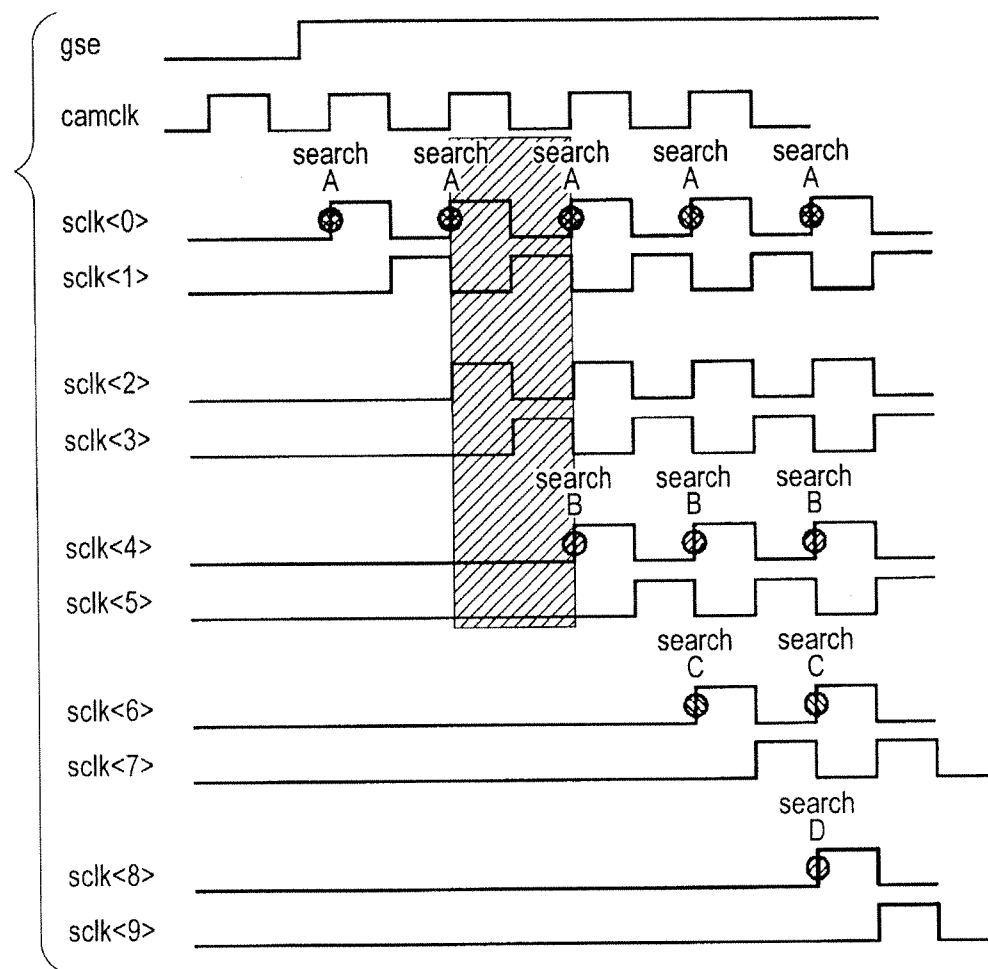 gse
camclk
search search search search search
A A A A A
sclk<0>
sclk<1>
sclk<2>
sclk<3>
search search search
B B B
sclk<4>
sclk<5>
search search
C C
sclk<6>
sclk<7>
search
D
sclk<8>
sclk<9>